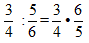 3/4 : 5/6 = 3/4 · 6/5